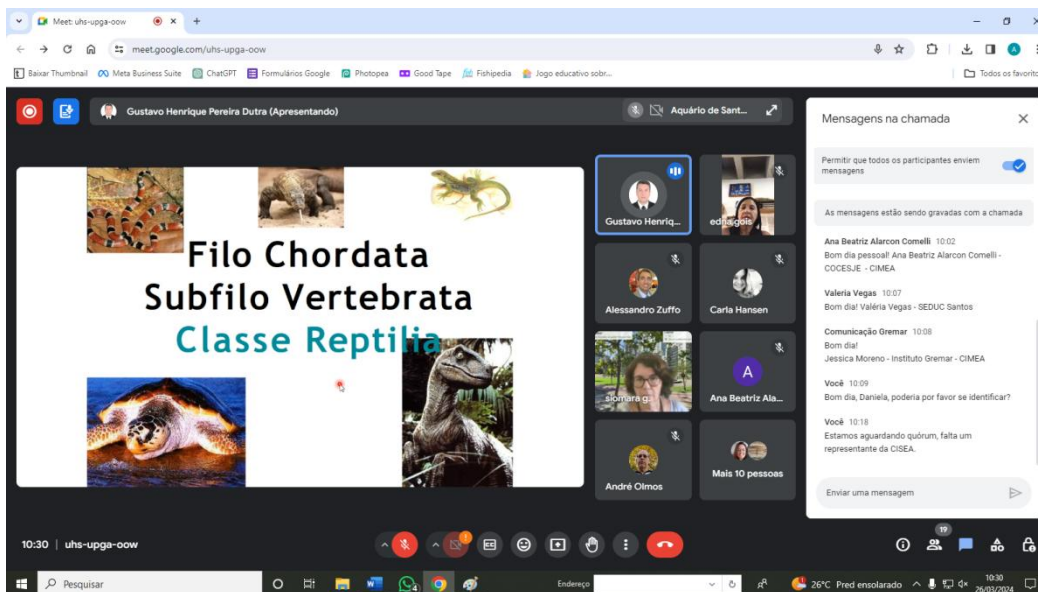 Meet: uhs-upga-oow
meet.google.com/uhs-upga-oow
Baixar Thumbnail Meta Business Suite ChatGPT Formulários Google Photopea Good Tape Fishipedia Jogo educativo sobr...
Todos os favorito
Gustavo Henrique Pereira Dutra (Apresentando)
Aquário de Sant...
Filo Chordata
Subfilo Vertebrata
Classe Reptilia
Gustavo Henriq...
edna gois
Alessandro Zuffo
Carla Hansen
siomara g...
A
Ana Beatriz Ala...
André Olmos
Mais 10 pessoas
Mensagens na chamada
Permitir que todos os participantes enviem
mensagens
As mensagens estão sendo gravadas com a chamada
Ana Beatriz Alarcon Comelli 10:02
Bom dia pessoal! Ana Beatriz Alarcon Comelli -
COCESJE - CIMEA
Valeria Vegas 10:07
Bom dia! Valéria Vegas - SEDUC Santos
Comunicação Gremar 10:08
Bom dia!
Jessica Moreno - Instituto Gremar - CIMEA
Você 10:09
Bom dia, Daniela, poderia por favor se identificar?
Você 10:18
Estamos aguardando quórum, falta um
representante da CISEA.
Enviar uma mensagem
10:30 | uhs-upga-oow
19
Pesquisar
Endereço
26°C Pred ensolarado
10:30
26/03/2024